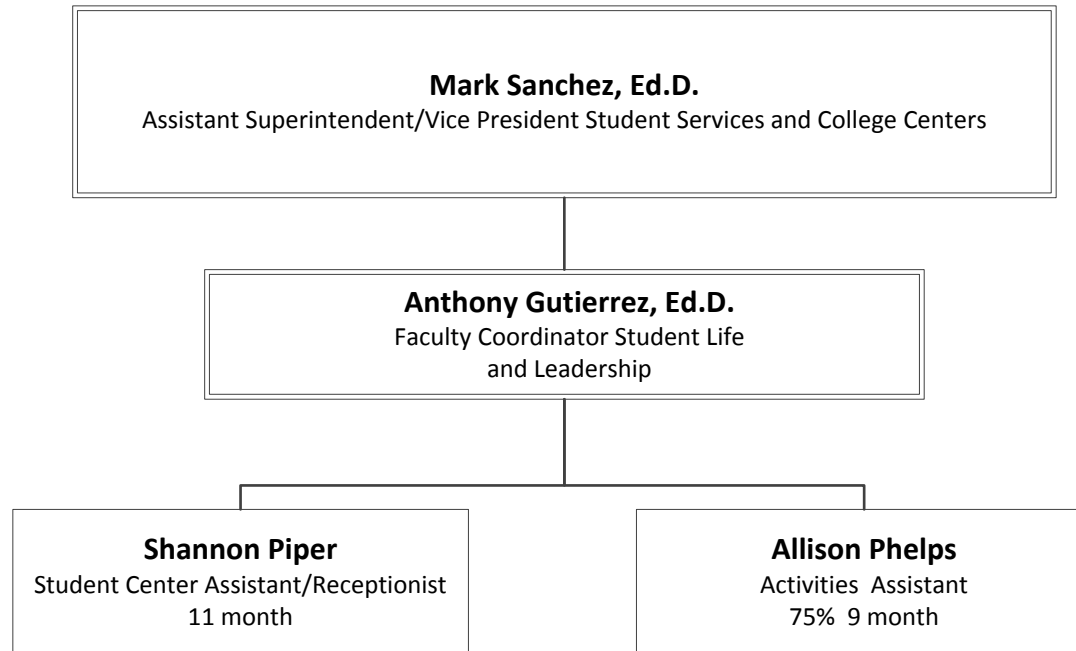 Mark Sanchez, Ed.D.
Assistant Superintendent/Vice President Student Services and College Centers
Anthony Gutierrez, Ed.D.
Faculty Coordinator Student Life
and Leadership
Shannon Piper
Student Center Assistant/Receptionist
11 month
Allison Phelps
Activities  Assistant
75%  9 month